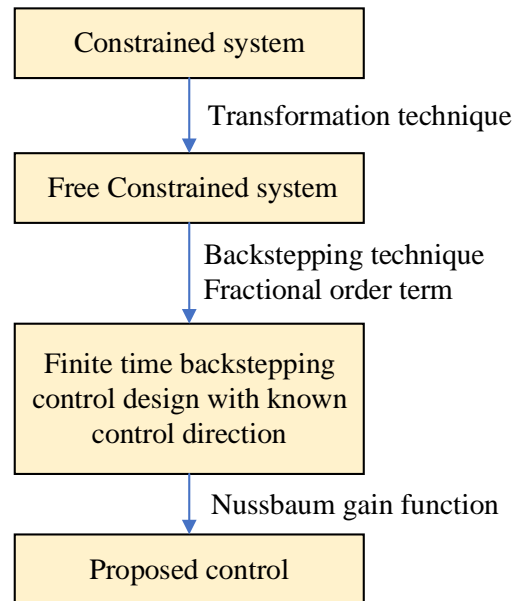 Constrained system
Transformation technique
Free Constrained system
Backstepping technique
Fractional order term
Finite time backstepping
control design with known
control direction
Nussbaum gain function
Proposed control